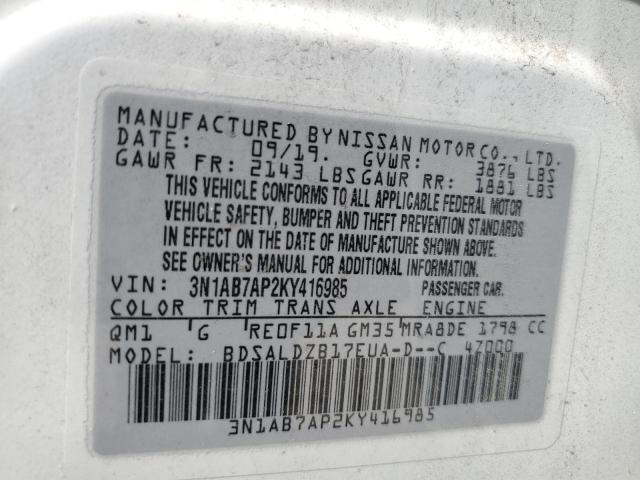 MANUFACTURED BY NISSAN MOTOR CO., LTD.
DATE: 09/19. GVWR: 3876 LBS
GAWR FR: 2143 LBS GAWR RR: 1881 LBS
THIS VEHICLE CONFORMS TO ALL APPLICABLE FEDERAL MOTOR
VEHICLE SAFETY, BUMPER AND THEFT PREVENTION STANDARDS
IN EFFECT ON THE DATE OF MANUFACTURE SHOWN ABOVE.
SEE OWNER'S MANUAL FOR ADDITIONAL INFORMATION.
VIN: 3N1AB7AP2KY416985 PASSENGER CAR.
COLOR TRIM TRANS AXLE ENGINE
QM1 G RE0F11A GM35 MRA8DE 1798 CC
MODEL: BDSALDZB17EUA-D--C 4Z000
3N1AB7AP2KY416985